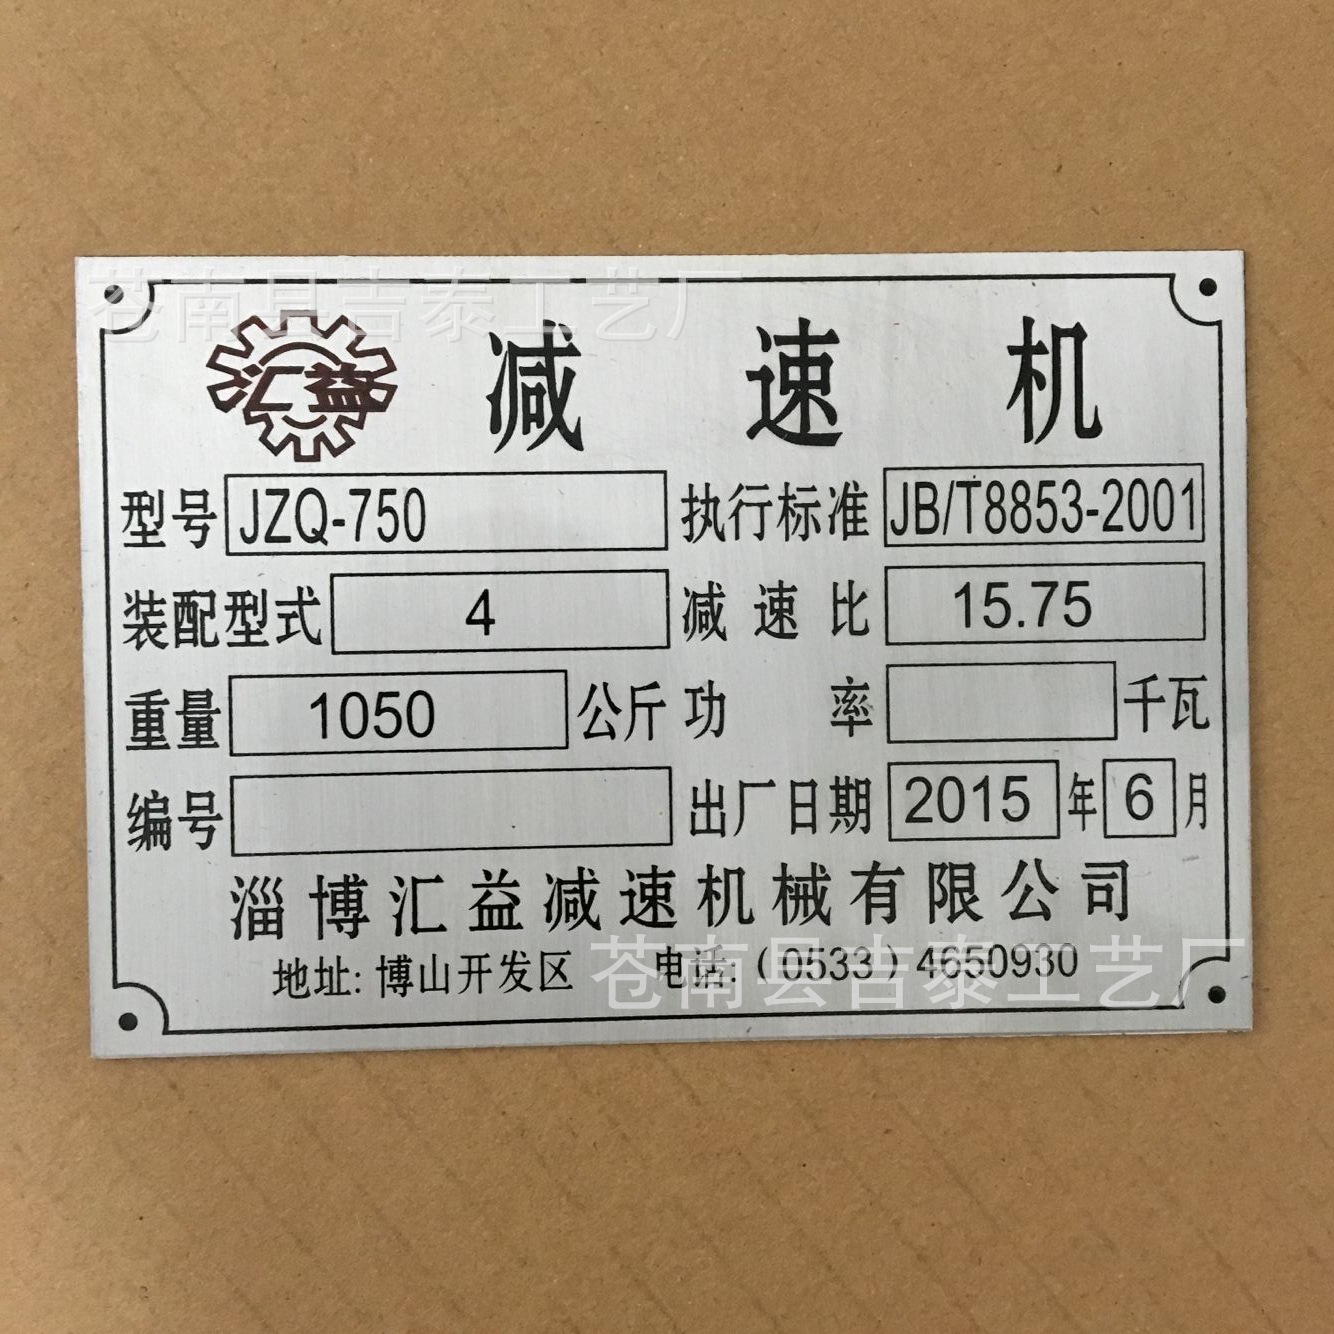 苍南县吉泰工艺厂
汇益 减速机
型号 JZQ-750 执行标准 JB/T8853-2001
装配型式 4 减速比 15.75
重量 1050 公斤 功率 千瓦
编号 出厂日期 2015 年 6 月
淄博汇益减速机械有限公司
地址: 博山开发区 电话: (0533) 4650930
苍南县吉泰工艺厂